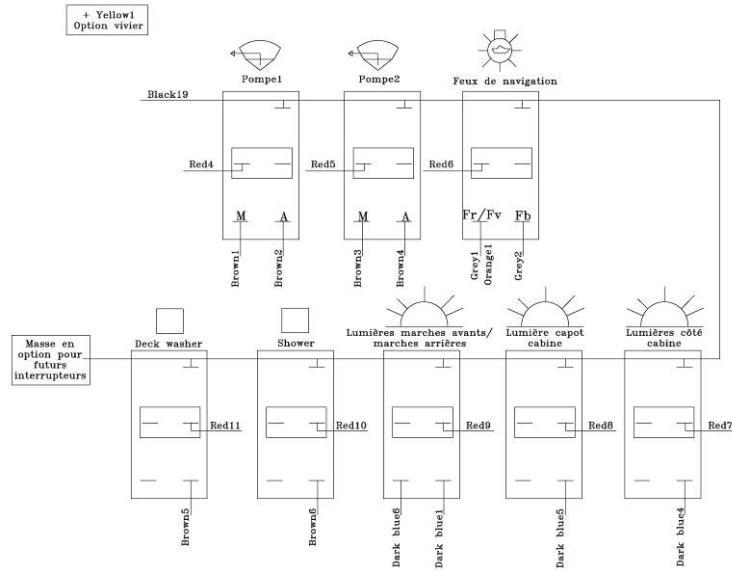 + Yellow1
Option vivier
Pompe1
Pompe2
Feux de navigation
Black19
Red4
Red5
Red6
M
A
M
A
Fr/Fv
Fb
Brown1
Brown2
Brown3
Brown4
Grey1
Orange1
Grey2
Masse en
option pour
futurs
interrupteurs
Deck washer
Shower
Lumières marches avants/
marches arrières
Lumière capot
cabine
Lumières côté
cabine
Red11
Red10
Red9
Red8
Red7
Brown5
Brown6
Dark blue6
Dark blue1
Dark blue5
Dark blue4